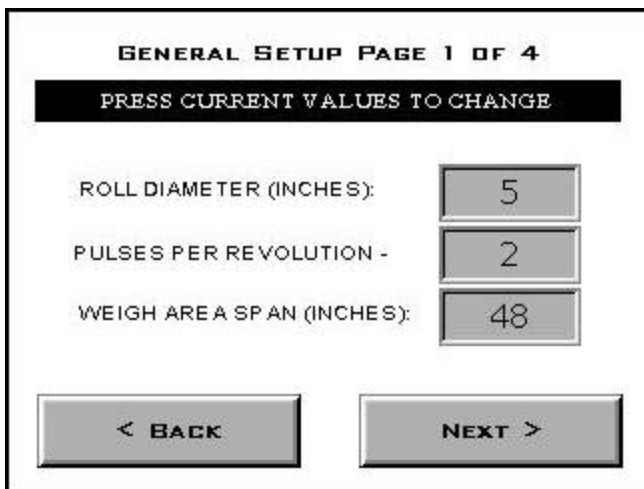 GENERAL SETUP PAGE 1 OF 4
PRESS CURRENT VALUES TO CHANGE
ROLL DIAMETER (INCHES): 5
PULSES PER REVOLUTION - 2
WEIGH AREA SPAN (INCHES): 48
< BACK NEXT >